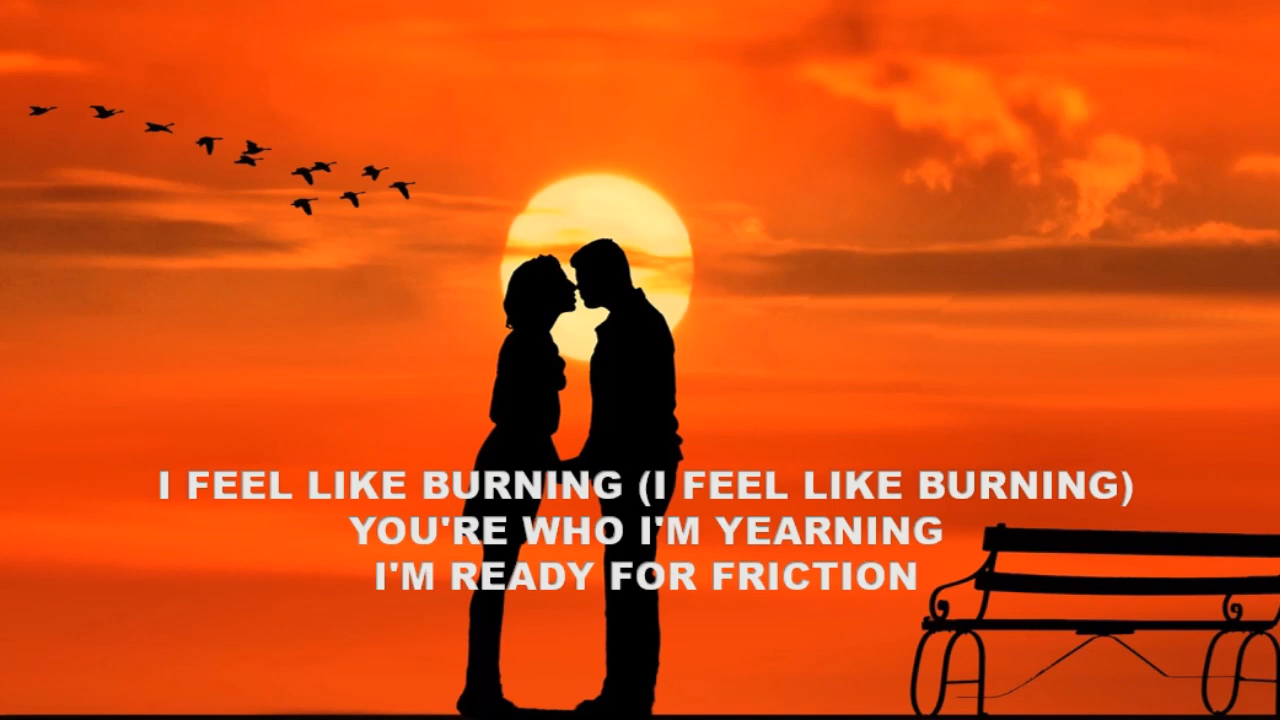 I FEEL LIKE BURNING (I FEEL LIKE BURNING)
YOU'RE WHO I'M YEARNING
I'M READY FOR FRICTION